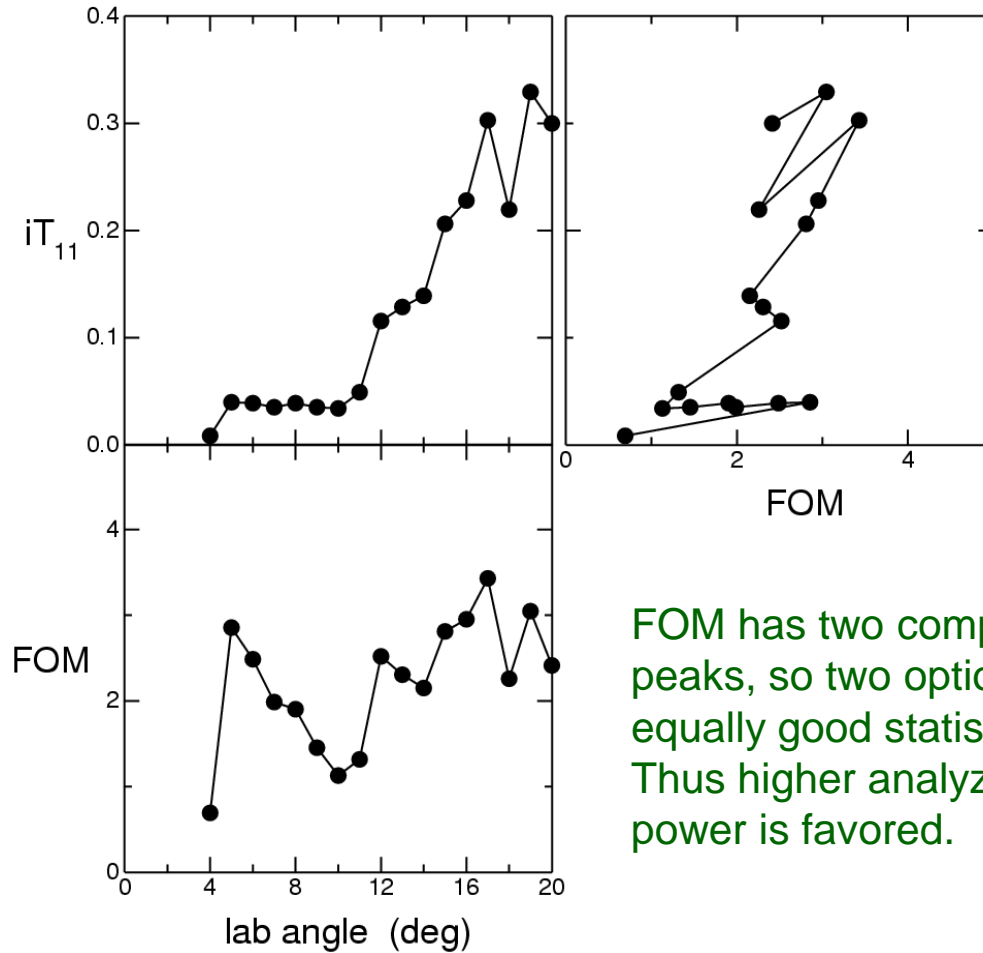 0.4
0.3
iT11
0.2
0.1
0.0
0 2 4
FOM
4
FOM
2
0
0 4 8 12 16 20
lab angle (deg)
FOM has two
peaks, so two
equally good
Thus higher
power is favored.